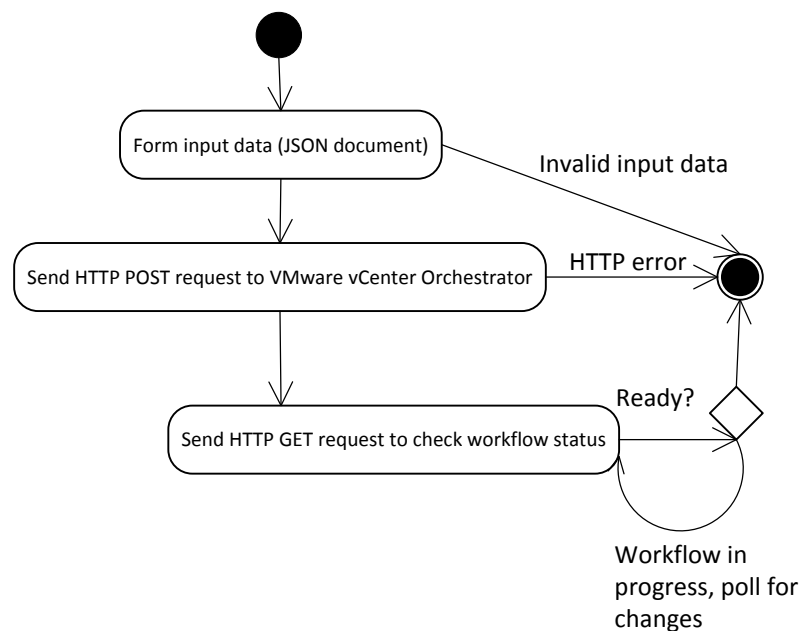 Form input data (JSON document)
Invalid input data
Send HTTP POST request to VMware vCenter Orchestrator
HTTP error
Ready?
Send HTTP GET request to check workflow status
Workflow in
progress, poll for
changes